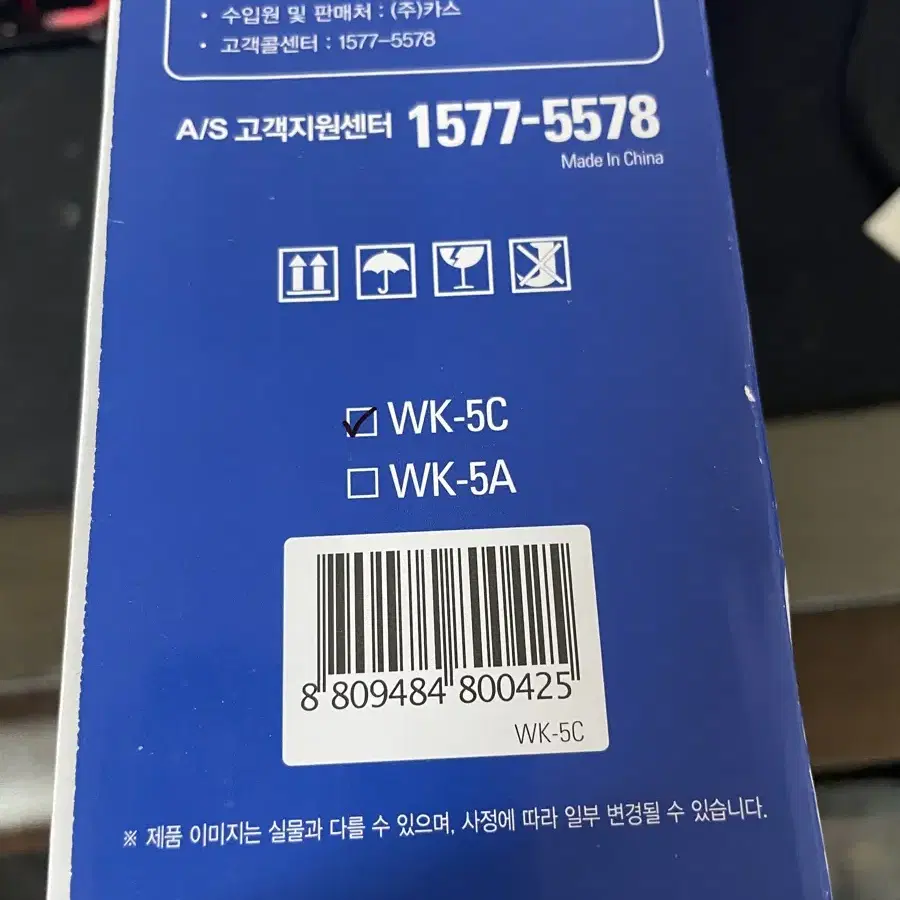 • 수입원 및 판매처 : (주)카스
• 고객콜센터 : 1577-5578
A/S 고객지원센터 1577-5578
Made In China
WK-5C
WK-5A
8 809484 800425
WK-5C
※ 제품 이미지는 실물과 다를 수 있으며, 사정에 따라 일부 변경될 수 있습니다.